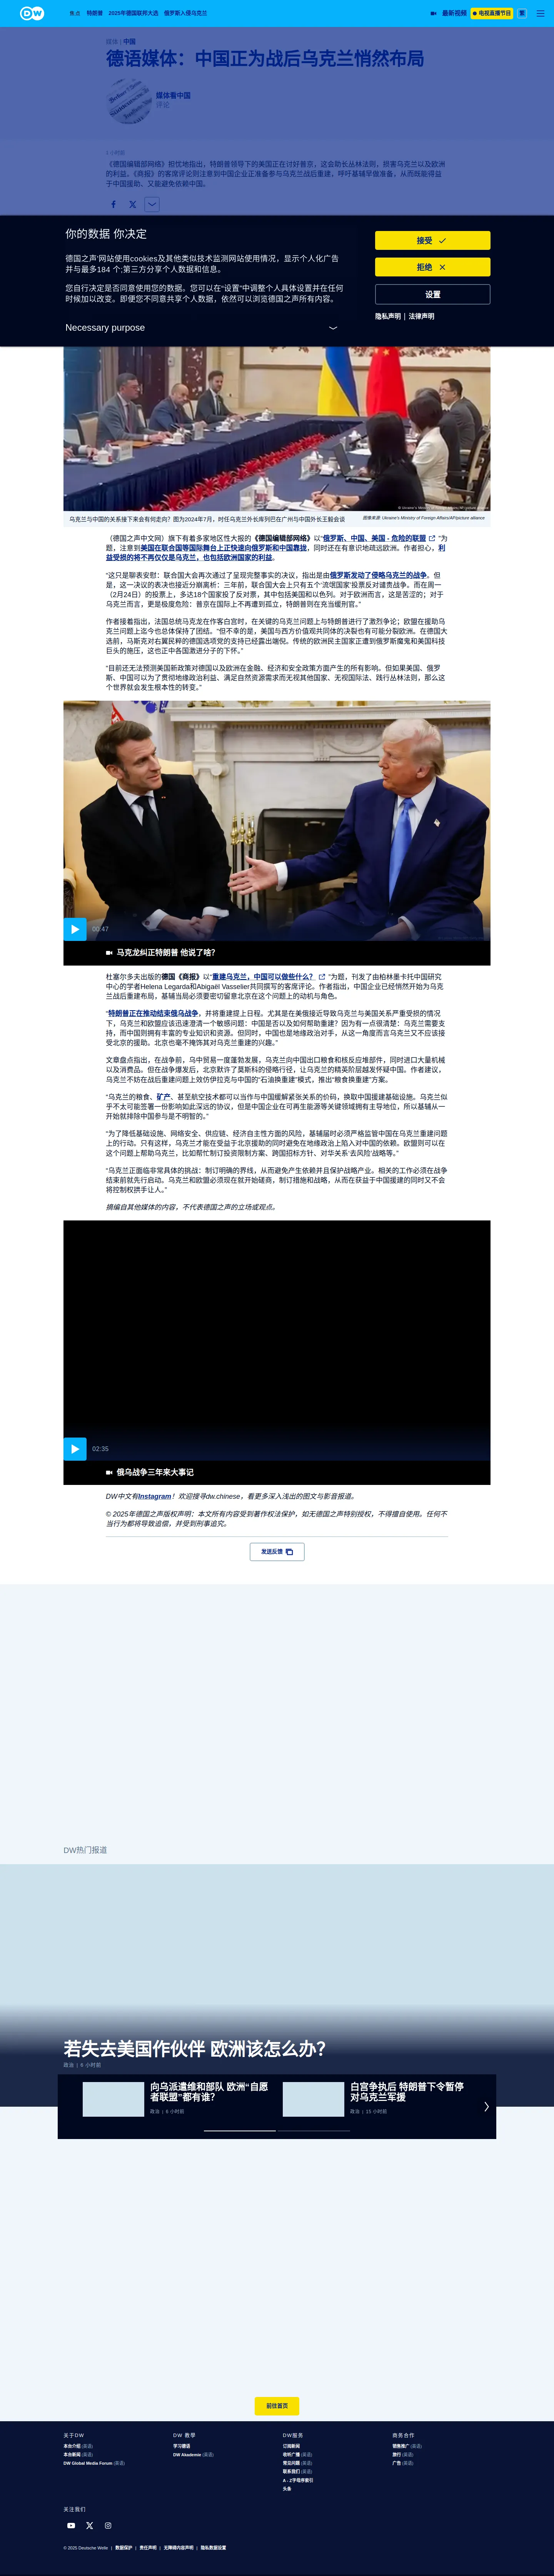 DW
焦点 特朗普 2025年德国联邦大选 俄罗斯入侵乌克兰
最新视频 电视直播节目 繁
政治 | 中国
德语媒体：中国正为战后乌克兰悄然布局
媒体看中国
评论
《德国编辑部网络》担忧地指出，特朗普领导下的美国正在讨好普京，这会助长丛林法则，损害乌克兰以及欧洲
的利益。《商报》的客席评论则注意到中国企业正准备参与乌克兰战后重建，呼吁基辅早做准备，从而既能得益
于中国援助、又能避免依赖中国。
你的数据 你决定
德国之声'网站使用cookies及其他类似技术监测网站使用情况，显示个人化广告
并与最多184 个;第三方分享个人数据和信息。
您自行决定是否同意使用您的数据。您可以在“设置”中调整个人具体设置并在任何
时候加以改变。即便您不同意共享个人数据，依然可以浏览德国之声所有内容。
Necessary purpose
接受
拒绝
设置
隐私声明 | 法律声明
乌克兰与中国的关系接下来会有何走向？图为2024年7月，时任乌克兰外长库列巴在广州与中国外长王毅会谈
图像来源: Ukraine's Ministry of Foreign Affairs/AP/picture alliance
（德国之声中文网）旗下有着多家地区性大报的《德国编辑部网络》以“俄罗斯、中国、美国 - 危险的联盟 ”为
题，注意到美国在联合国等国际舞台上正快速向俄罗斯和中国靠拢，同时还在有意识地疏远欧洲。作者担心，利
益受损的将不再仅仅是乌克兰，也包括欧洲国家的利益。
“这只是聊表安慰：联合国大会再次通过了呈现完整事实的决议，指出是由俄罗斯发动了侵略乌克兰的战争。但
是，这一决议的表决也接近分崩离析：三年前，联合国大会上只有五个‘流氓国家’投票反对谴责战争。而在周一
（2月24日）的投票上，多达18个国家投了反对票，其中包括美国和以色列。对于欧洲而言，这是苦涩的；对于
乌克兰而言，更是极度危险：普京在国际上不再遭到孤立，特朗普则在充当缓刑官。”
作者接着指出，法国总统马克龙在作客白宫时，在关键的乌克兰问题上与特朗普进行了激烈争论；欧盟在援助乌
克兰问题上迄今也总体保持了团结。“但不幸的是，美国与西方价值观共同体的决裂也有可能分裂欧洲。在德国大
选前，马斯克对右翼民粹的德国选项党的支持已经露出端倪。传统的欧洲民主国家正遭到俄罗斯魔鬼和美国科技
巨头的施压，这也正中各国激进分子的下怀。”
“目前还无法预测美国新政策对德国以及欧洲在金融、经济和安全政策方面产生的所有影响。但如果美国、俄罗
斯、中国可以为了贯彻地缘政治利益、满足自然资源需求而无视其他国家、无视国际法、践行丛林法则，那么这
个世界就会发生根本性的转变。”
00:47
马克龙纠正特朗普 他说了啥？
杜塞尔多夫出版的德国《商报》以“重建乌克兰，中国可以做些什么？ ”为题，刊发了由柏林墨卡托中国研究
中心的学者Helena Legarda和Abigaël Vasselier共同撰写的客席评论。作者指出，中国企业已经悄然开始为乌克
兰战后重建布局，基辅当局必须要密切留意北京在这个问题上的动机与角色。
“特朗普正在推动结束俄乌战争，并将重建提上日程。尤其是在美俄接近导致乌克兰与美国关系严重受损的情况
下，乌克兰和欧盟应该迅速澄清一个敏感问题：中国是否以及如何帮助重建？因为有一点很清楚：乌克兰需要支
持，而中国则拥有丰富的专业知识和资源。但同时，中国也是在政治上给予俄罗斯对手，从这一角度而言乌克兰又不应该接
受北京的援助。北京也毫不掩饰其对乌克兰重建的兴趣。”
文章盘点指出，在战争前，乌中贸易一度蓬勃发展，乌克兰向中国出口粮食和核反应堆部件，同时进口大量机械
以及消费品。但在战争爆发后，北京默许了莫斯科的侵略行径，让乌克兰的精英阶层越发怀疑中国。作者建议，
乌克兰不妨在战后重建问题上效仿伊拉克与中国的“石油换重建”模式，推出“粮食换重建”方案。
“乌克兰的粮食、矿产、甚至航空技术都可以当作与中国缓解紧张关系的价码，换取中国援建基础设施。乌克兰似
乎不太可能签署一份影响如此深远的协议，但是中国企业在可再生能源等关键领域拥有主导地位，所以基辅从一
开始就排除中国参与是不明智的。”
“为了降低基础设施、网络安全、供应链、经济自主性方面的风险，基辅届时必须严格监管中国在乌克兰重建问题
上的行动。只有这样，乌克兰才能在受益于北京援助的同时避免在地缘政治上陷入对中国的依赖。欧盟则可以在
这个问题上帮助乌克兰，比如帮忙制订投资限制方案、跨国招标方针、对华关系‘去风险’战略等。”
“乌克兰正面临非常具体的挑战：制订明确的界线，从而避免产生依赖并且保护战略产业。相关的工作必须在战争
结束前就先行启动。乌克兰和欧盟必须现在就开始磋商，制订措施和战略，从而在获益于中国援建的同时又不会
将控制权拱手让人。”
摘编自其他媒体的内容，不代表德国之声的立场或观点。
02:35
俄乌战争三年来大事记
DW中文有Instagram！欢迎搜寻dw.chinese，看更多深入浅出的图文与影音报道。
© 2025年德国之声版权声明：本文所有内容受到著作权法保护，如无德国之声特别授权，不得擅自使用。任何不
当行为都将导致追偿，并受到刑事追究。
发送反馈
DW热门报道
若失去美国作伙伴 欧洲该怎么办？
政治 | 6 小时前
向乌派遣维和部队 欧洲“自愿
者联盟”都有谁？
政治 | 6 小时前
白宫争执后 特朗普下令暂停
对乌克兰军援
政治 | 15 小时前
前往首页
关于DW
本台介绍 (英语)
本台新闻 (英语)
DW Global Media Forum (英语)
DW 教学
学习德语
DW Akademie (英语)
DW服务
订阅新闻
收听广播 (英语)
常见问题 (英语)
联系我们 (英语)
A - Z字母序索引
头条
商务合作
销售推广 (英语)
旅行 (英语)
广告 (英语)
关注我们
© 2025 Deutsche Welle | 数据保护 | 责任声明 | 无障碍内容声明 | 隐私数据设置